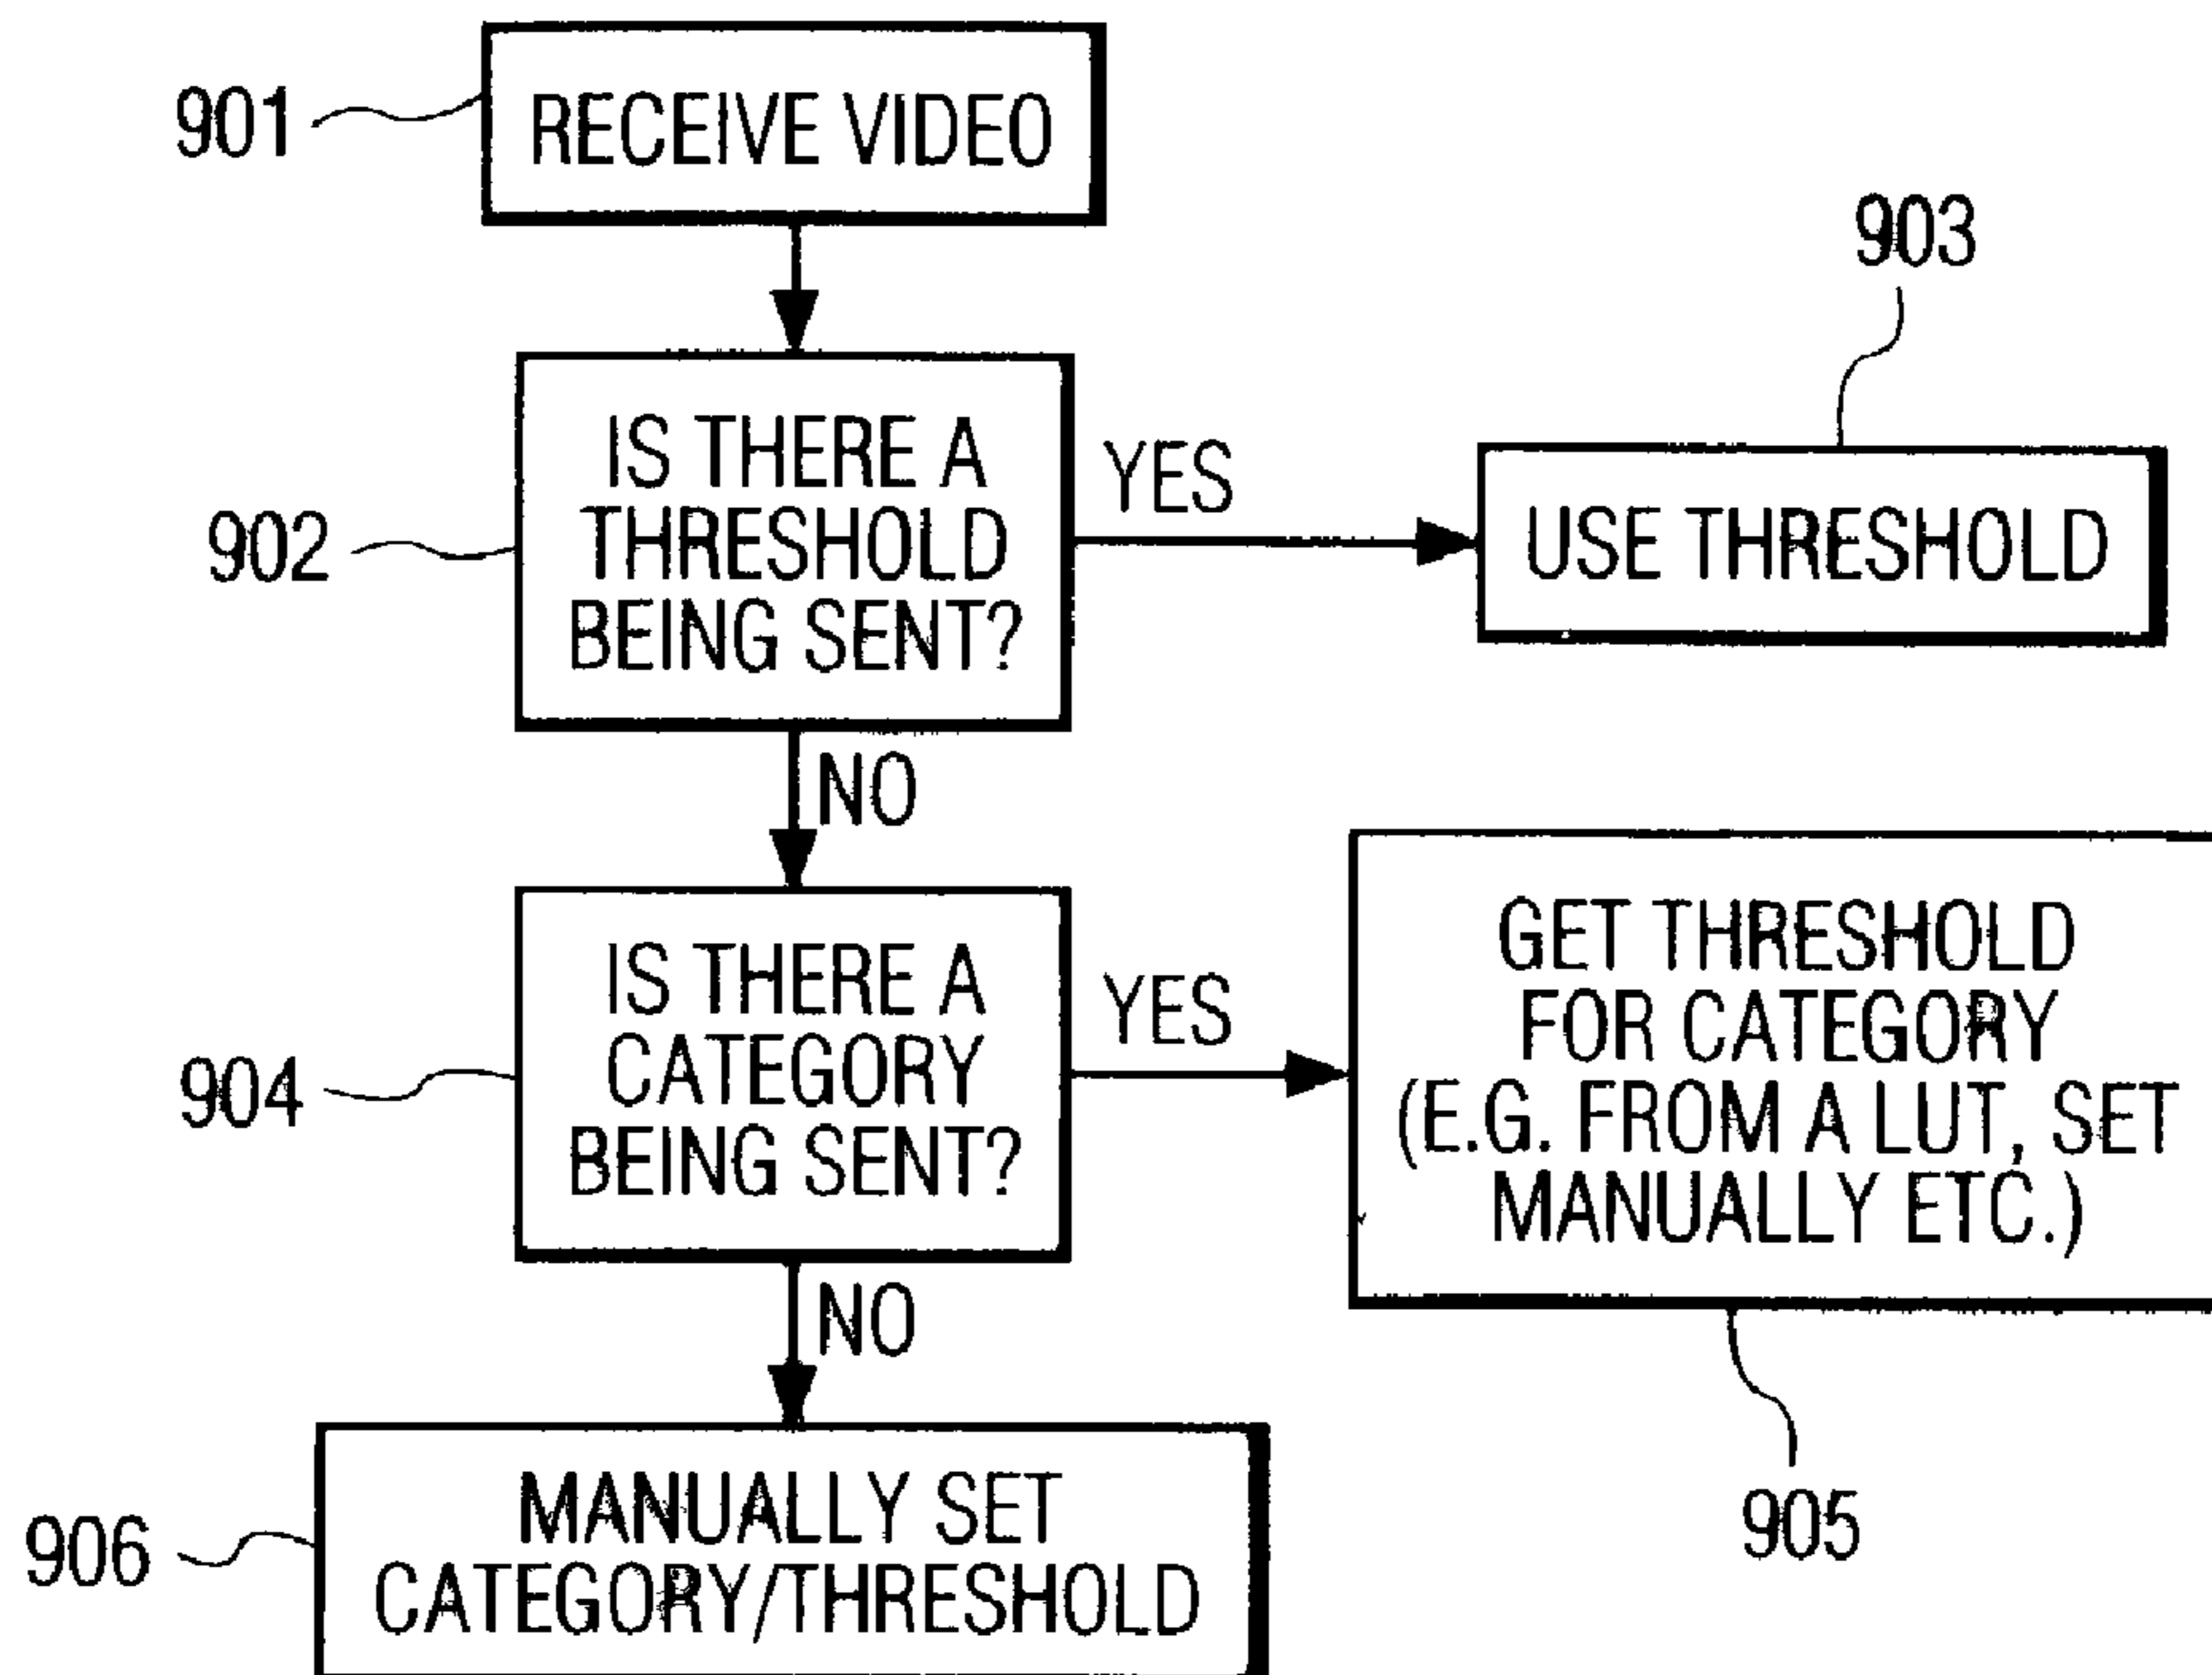 901
RECEIVE VIDEO
903
902
IS THERE A
THRESHOLD
BEING SENT?
YES
USE THRESHOLD
NO
904
IS THERE A
CATEGORY
BEING SENT?
YES
GET THRESHOLD
FOR CATEGORY
(E.G. FROM A LUT, SET
MANUALLY ETC.)
NO
905
906
MANUALLY SET
CATEGORY/THRESHOLD